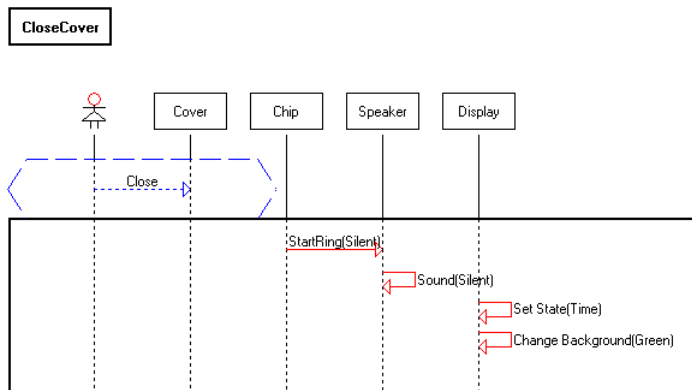 CloseCover
Cover Chip Speaker Display
Close
StartRing(Silent)
Sound(Silent)
Set State(Time)
Change Background(Green)